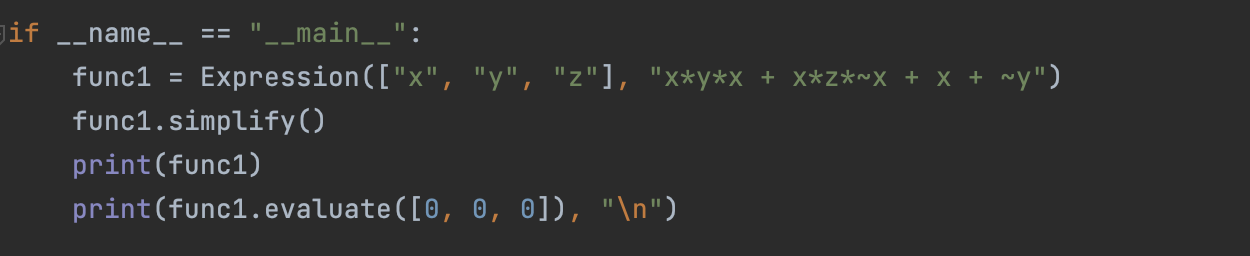 if __name__ == "__main__":
    func1 = Expression(["x", "y", "z"], "x*y*x + x*z*~x + x + ~y")
    func1.simplify()
    print(func1)
    print(func1.evaluate([0, 0, 0]), "\n")